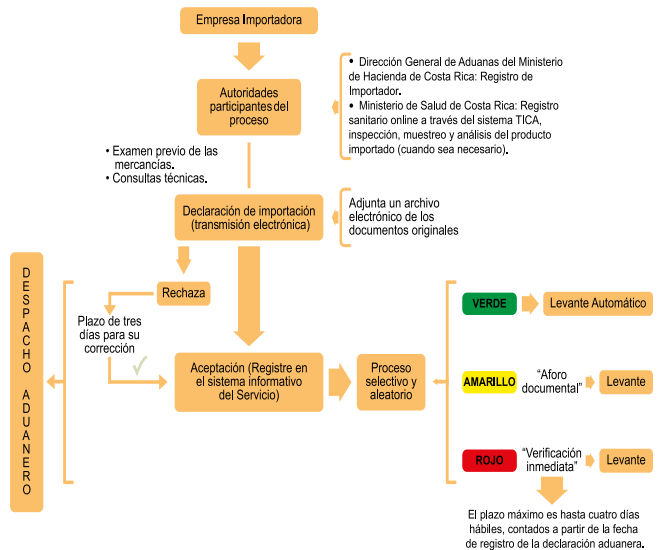 Empresa Importadora
Autoridades
participantes del
proceso
• Dirección General de Aduanas del Ministerio
de Hacienda de Costa Rica: Registro de
Importador.
• Ministerio de Salud de Costa Rica: Registro
sanitario online a través del sistema TICA,
inspección, muestreo y análisis del producto
importado (cuando sea necesario).
• Examen previo de las
mercancías.
• Consultas técnicas.
Declaración de importación
(transmisión electrónica)
Adjunta un archivo
electrónico de los
documentos originales
DESPACHO ADUANERO
Rechaza
Plazo de tres
días para su
corrección
Aceptación (Registre en
el sistema informativo
del Servicio)
Proceso
selectivo y
aleatorio
VERDE
Levante Automático
AMARILLO
“Aforo
documental”
Levante
ROJO
“Verificación
inmediata”
Levante
El plazo máximo es hasta cuatro días
hábiles, contados a partir de la fecha
de registro de la declaración aduanera.